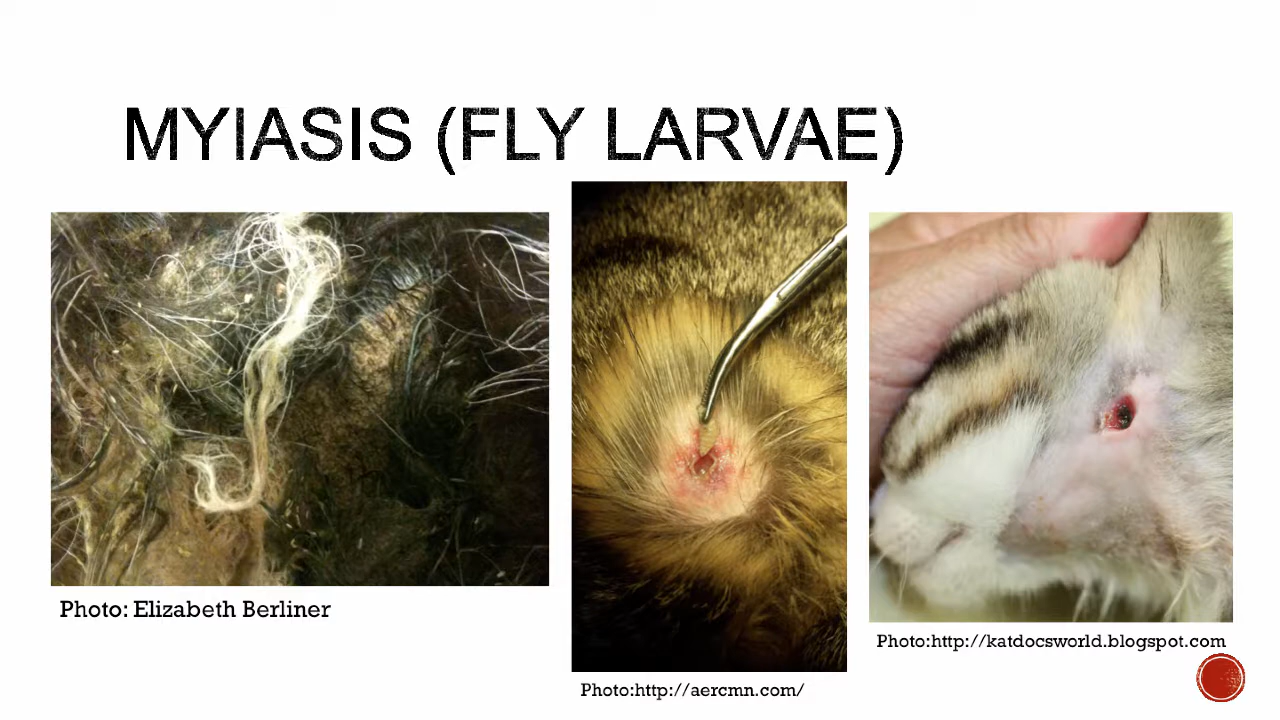 MYIASIS (FLY LARVAE)
Photo: Elizabeth Berliner
Photo:http://aercmn.com/
Photo:http://katdocsworld.blogspot.com